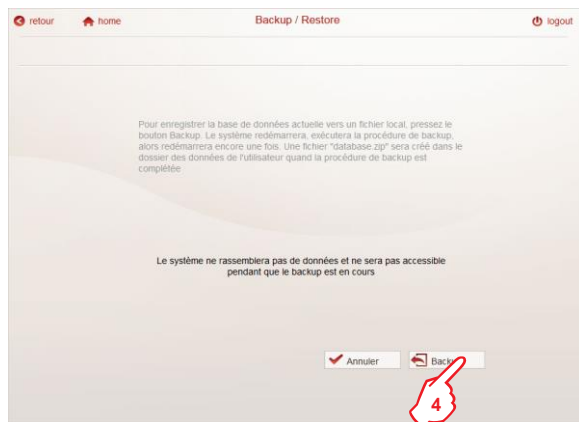 retour home Backup / Restore logout
Pour enregistrer la base de données actuelle vers un fichier local, pressez le
bouton Backup. Le système redémarrera, exécutera la procédure de backup,
alors redémarrera encore une fois. Une fichier "database.zip" sera créé dans le
dossier des données de l'utilisateur quand la procédure de backup est
complétée
Le système ne rassemblera pas de données et ne sera pas accessible
pendant que le backup est en cours
Annuler
4